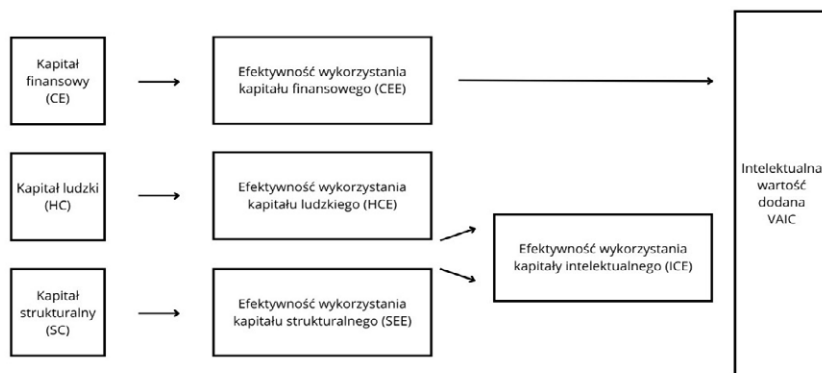 Kapitał
finansowy
(CE)
Efektywność wykorzystania
kapitału finansowego (CEE)
Kapitał ludzki
(HC)
Efektywność wykorzystania
kapitału ludzkiego (HCE)
Kapitał
strukturalny
(SC)
Efektywność wykorzystania
kapitału strukturalnego (SEE)
Efektywność wykorzystania
kapitały intelektualnego (ICE)
Intelektualna
wartość
dodana
VAIC